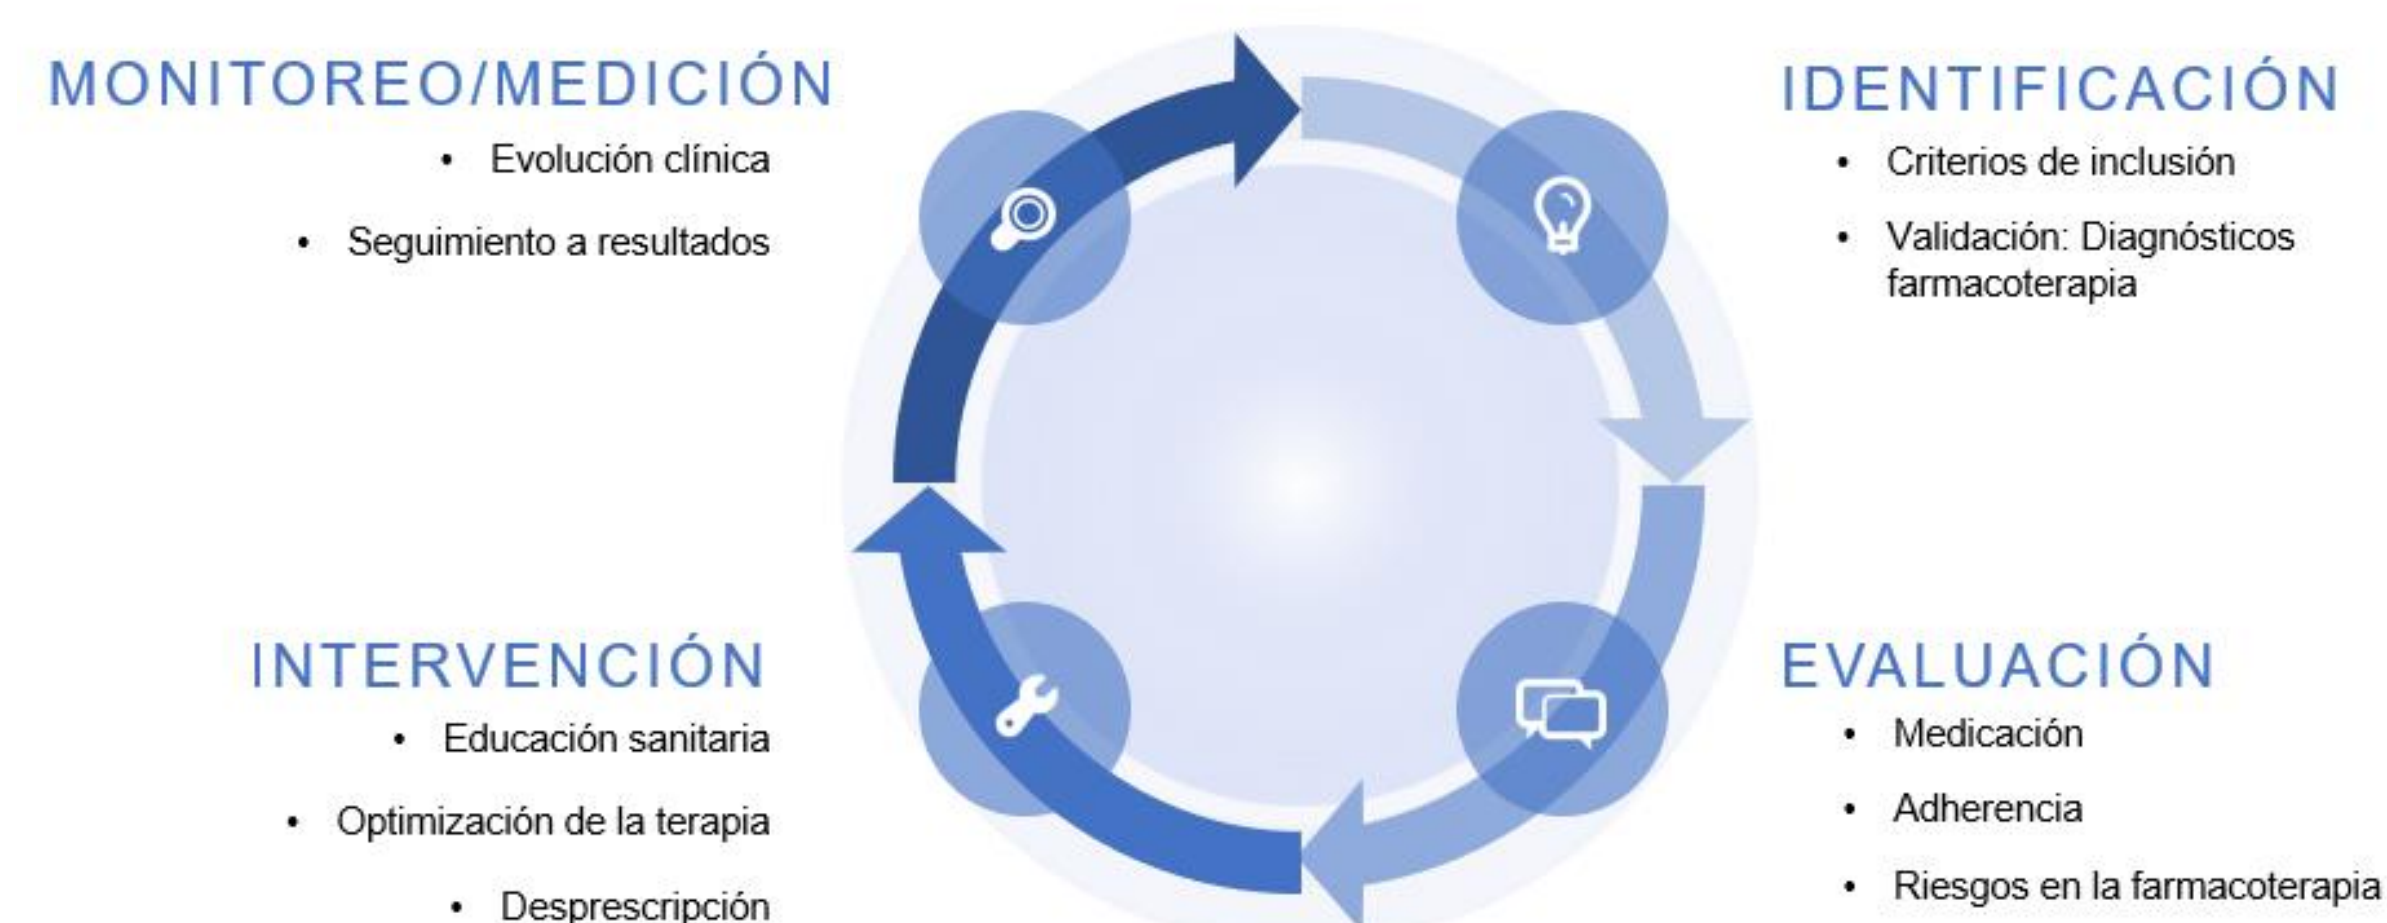 MONITOREO/MEDICIÓN
• Evolución clínica
• Seguimiento a resultados
IDENTIFICACIÓN
• Criterios de inclusión
• Validación: Diagnósticos
farmacoterapia
INTERVENCIÓN
• Educación sanitaria
• Optimización de la terapia
• Desprescripción
EVALUACIÓN
• Medicación
• Adherencia
• Riesgos en la farmacoterapia